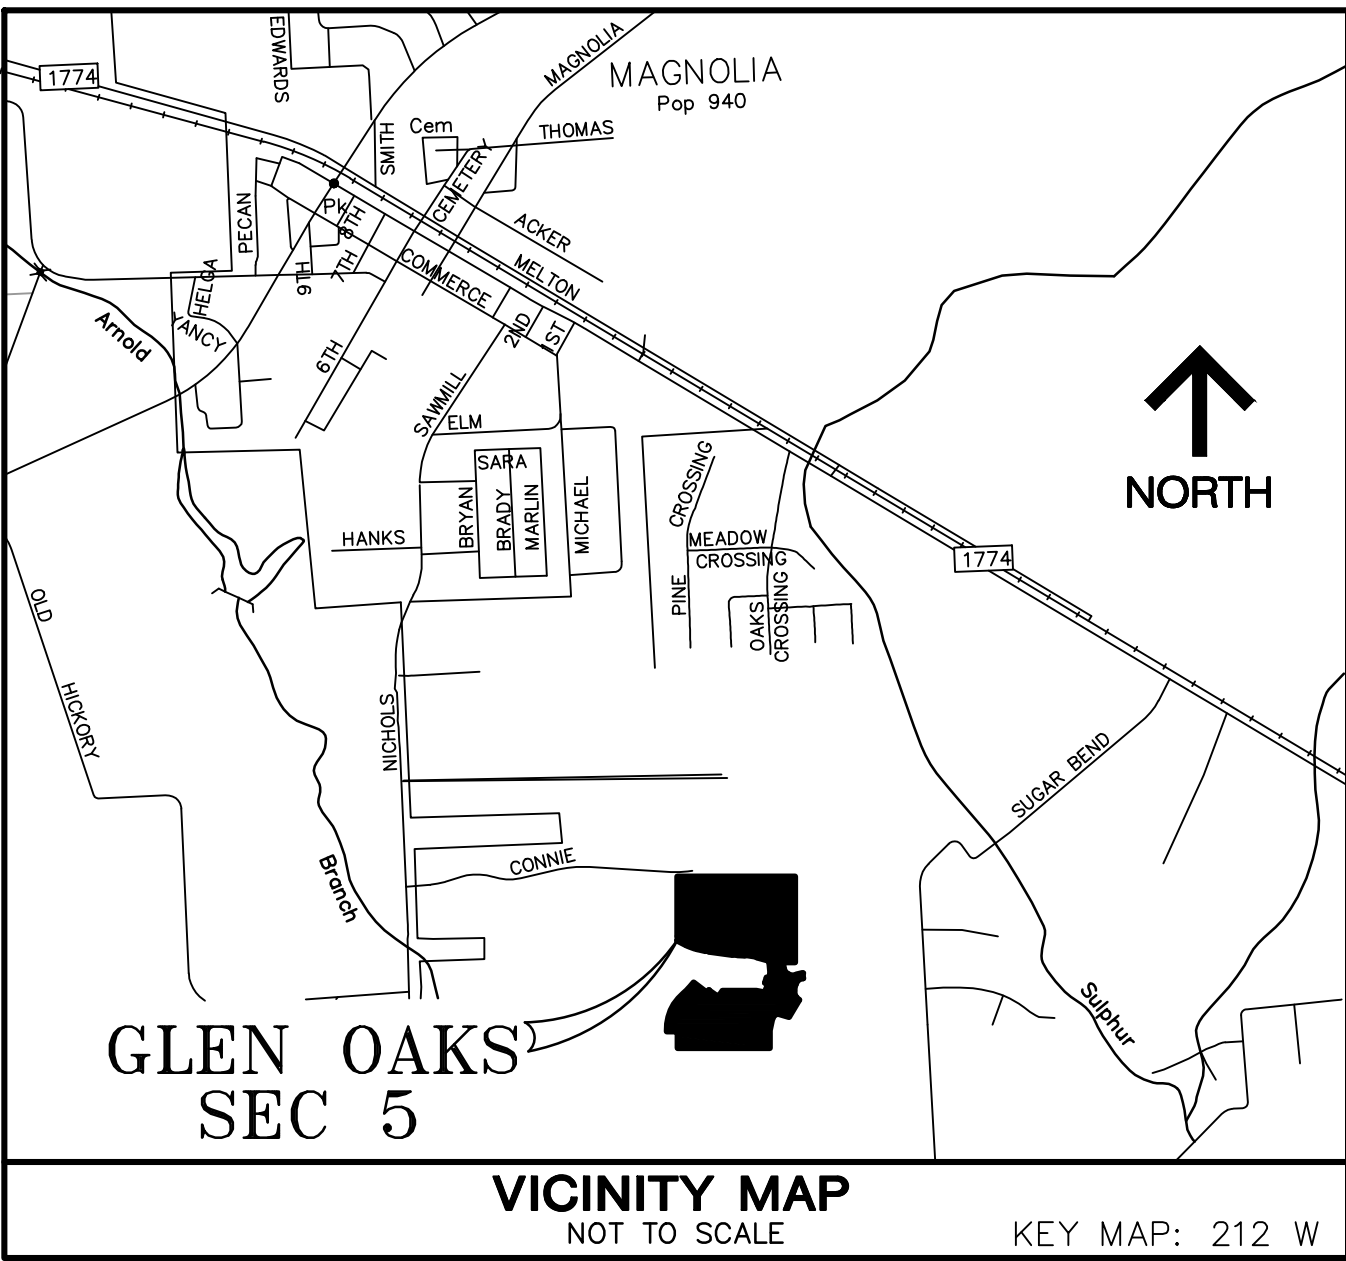 EDWARDS
MAGNOLIA
MAGNOLIA
Pop 940
1774
SMITH
Cem
THOMAS
CEMETERY
PECAN
PK
8TH
7TH
ACKER
MELTON
COMMERCE
HELGA
YANCY
Arnold
6TH
2ND
1ST
SAWMILL
ELM
SARA
BRYAN
BRADY
MARLIN
MICHAEL
HANKS
CROSSING
PINE
MEADOW
CROSSING
OAKS
CROSSING
1774
NORTH
OLD
HICKORY
NICHOLS
SUGAR BEND
CONNIE
Branch
Sulphur
GLEN OAKS
SEC 5
VICINITY MAP
NOT TO SCALE
KEY MAP: 212 W